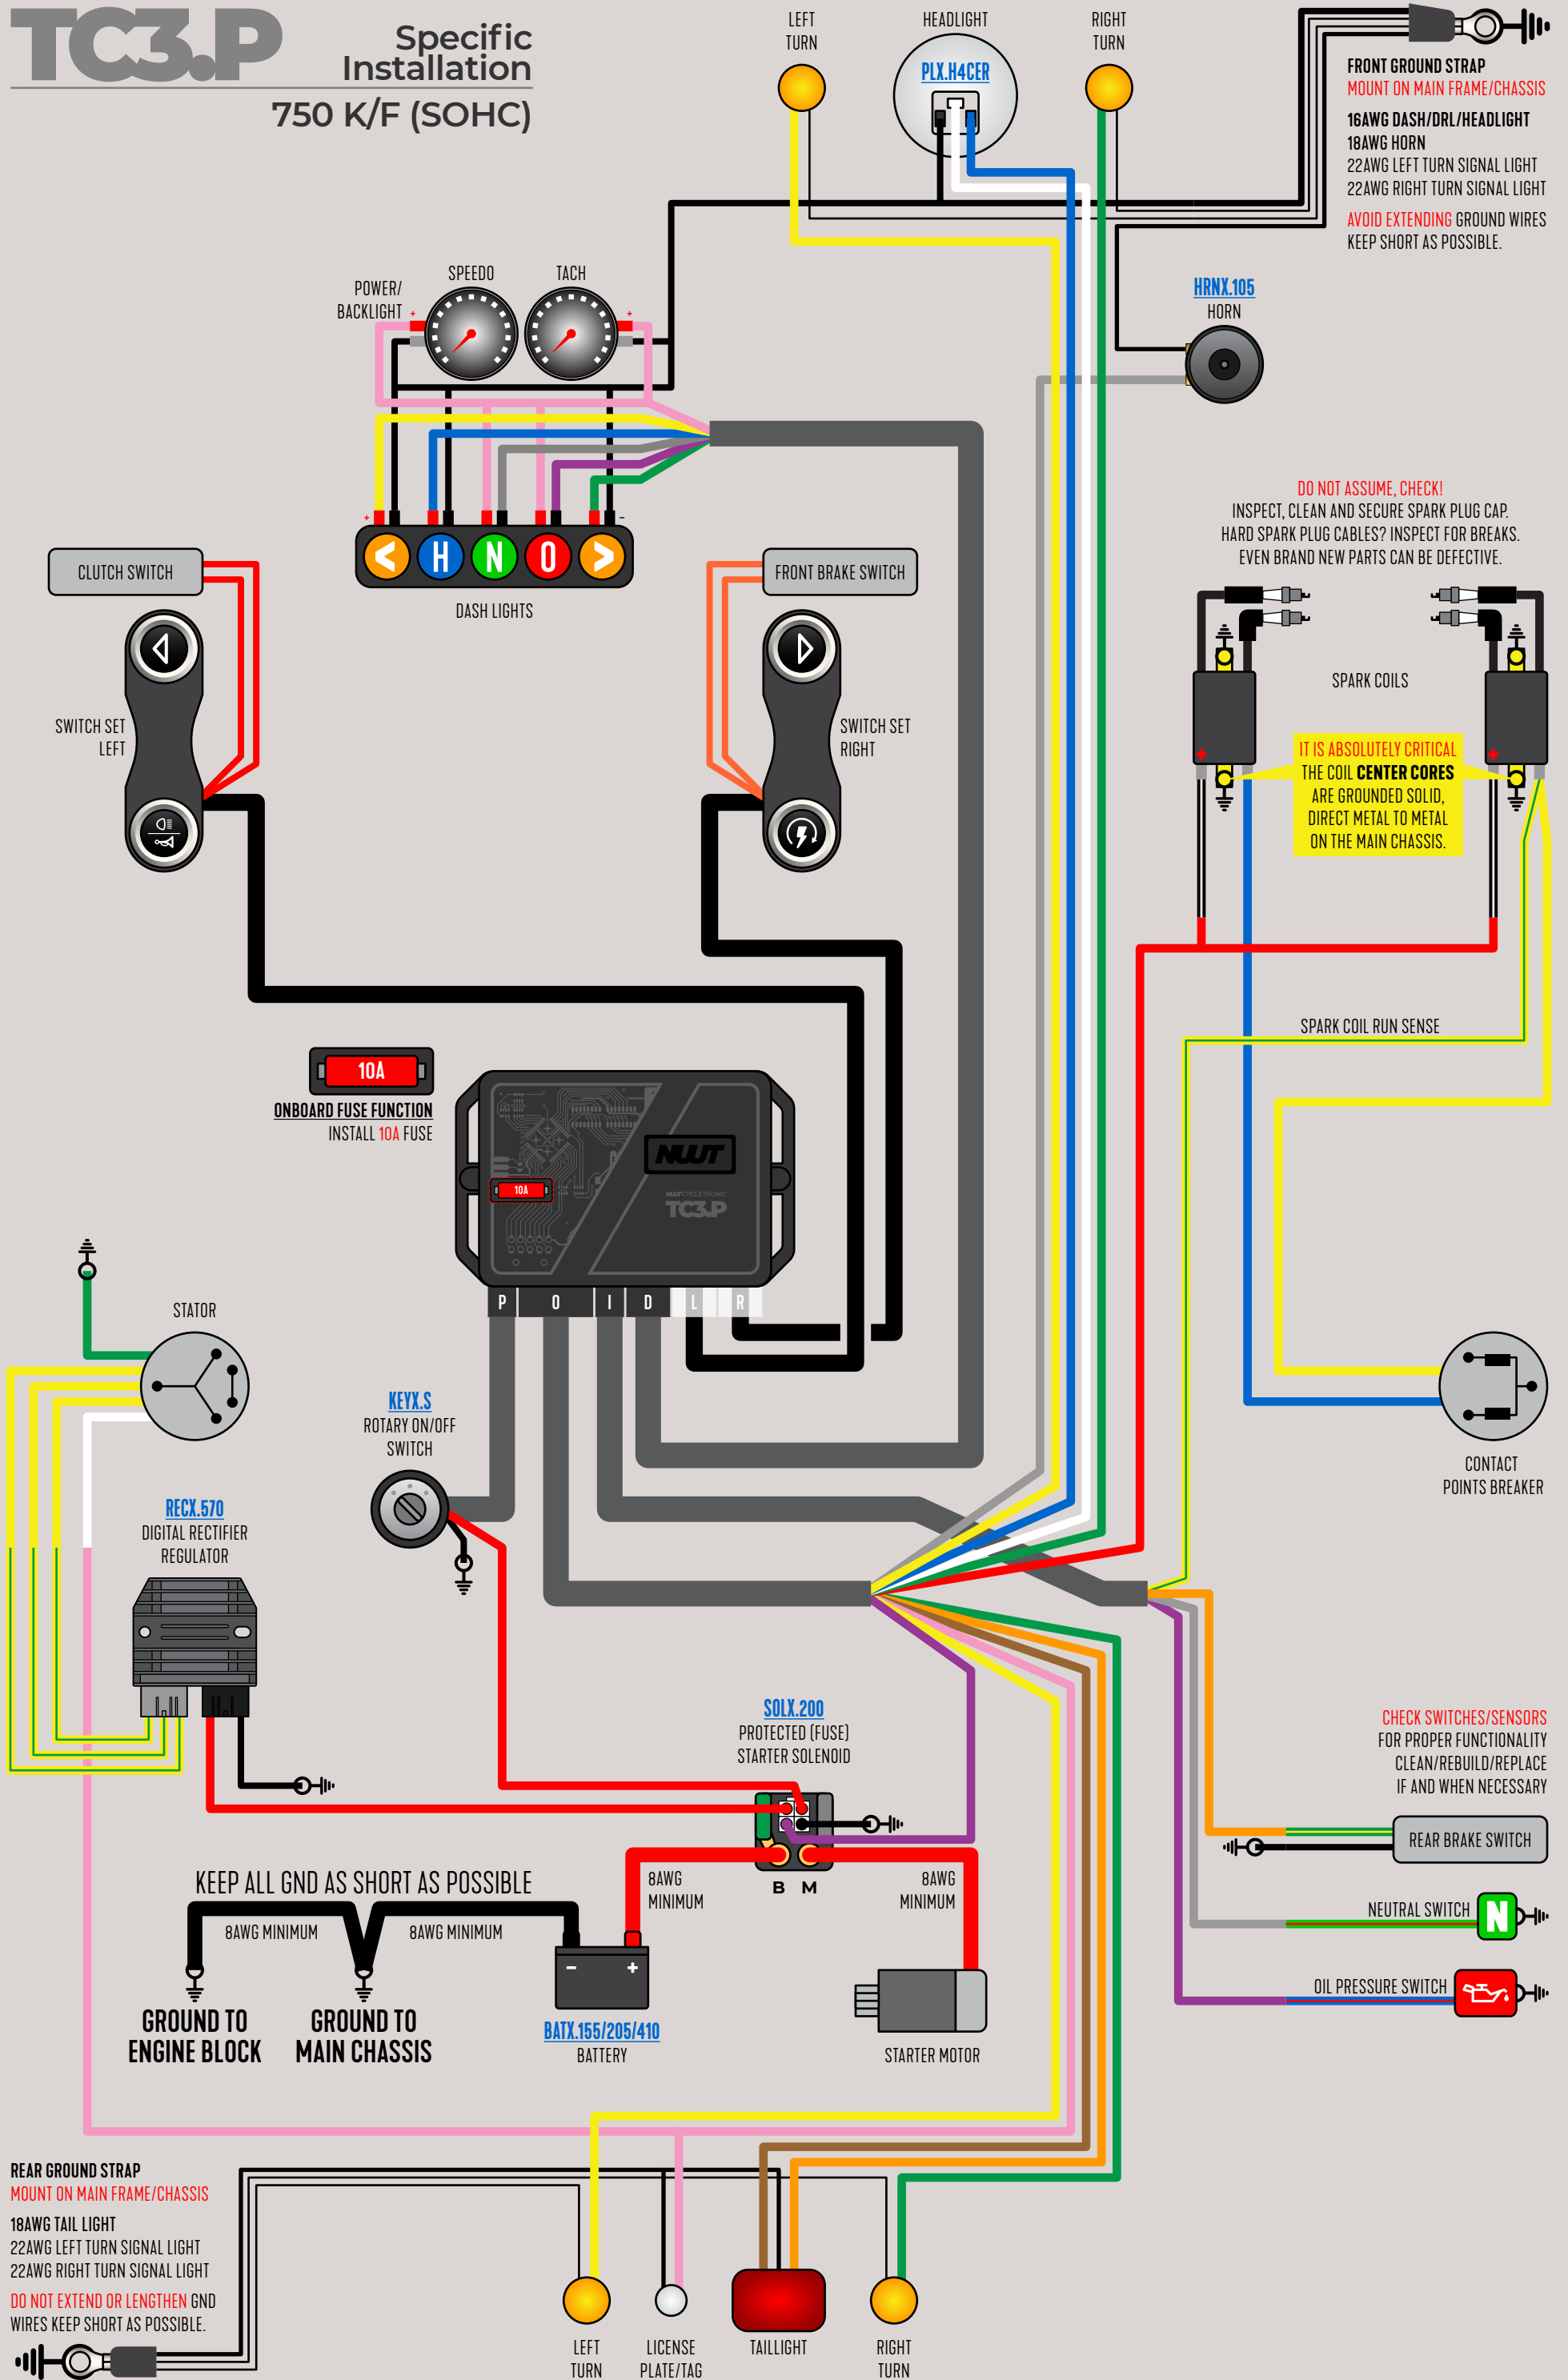 TC3.P
Specific
Installation
750 K/F (SOHC)
LEFT
TURN
HEADLIGHT
PLX.H4CER
RIGHT
TURN
FRONT GROUND STRAP
MOUNT ON MAIN FRAME/CHASSIS
16AWG DASH/DRL/HEADLIGHT
18AWG HORN
22AWG LEFT TURN SIGNAL LIGHT
22AWG RIGHT TURN SIGNAL LIGHT
AVOID EXTENDING GROUND WIRES
KEEP SHORT AS POSSIBLE.
POWER/
BACKLIGHT
SPEEDO
TACH
+
+
HRNX.105
HORN
+
−
< H N O >
DASH LIGHTS
DO NOT ASSUME, CHECK!
INSPECT, CLEAN AND SECURE SPARK PLUG CAP.
HARD SPARK PLUG CABLES? INSPECT FOR BREAKS.
EVEN BRAND NEW PARTS CAN BE DEFECTIVE.
CLUTCH SWITCH
FRONT BRAKE SWITCH
SWITCH SET
LEFT
SWITCH SET
RIGHT
SPARK COILS
+
+
IT IS ABSOLUTELY CRITICAL
THE COIL CENTER CORES
ARE GROUNDED SOLID,
DIRECT METAL TO METAL
ON THE MAIN CHASSIS.
SPARK COIL RUN SENSE
10A
ONBOARD FUSE FUNCTION
INSTALL 10A FUSE
NWT
10A
NWT CYCLETRONIC
TC3.P
P O I D L R
STATOR
KEYX.S
ROTARY ON/OFF
SWITCH
CONTACT
POINTS BREAKER
RECX.570
DIGITAL RECTIFIER
REGULATOR
SOLX.200
PROTECTED (FUSE)
STARTER SOLENOID
B M
8AWG
MINIMUM
8AWG
MINIMUM
CHECK SWITCHES/SENSORS
FOR PROPER FUNCTIONALITY
CLEAN/REBUILD/REPLACE
IF AND WHEN NECESSARY
REAR BRAKE SWITCH
NEUTRAL SWITCH
N
OIL PRESSURE SWITCH
KEEP ALL GND AS SHORT AS POSSIBLE
8AWG MINIMUM
8AWG MINIMUM
− +
GROUND TO
ENGINE BLOCK
GROUND TO
MAIN CHASSIS
BATX.155/205/410
BATTERY
STARTER MOTOR
REAR GROUND STRAP
MOUNT ON MAIN FRAME/CHASSIS
18AWG TAIL LIGHT
22AWG LEFT TURN SIGNAL LIGHT
22AWG RIGHT TURN SIGNAL LIGHT
DO NOT EXTEND OR LENGTHEN GND
WIRES KEEP SHORT AS POSSIBLE.
LEFT
TURN
LICENSE
PLATE/TAG
TAILLIGHT
RIGHT
TURN